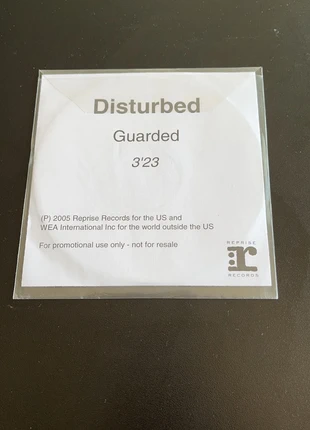 Disturbed
Guarded
3'23
(P) 2005 Reprise Records for the US and
WEA International Inc for the world outside the US
For promotional use only - not for resale
REPRISE
r
RECORDS